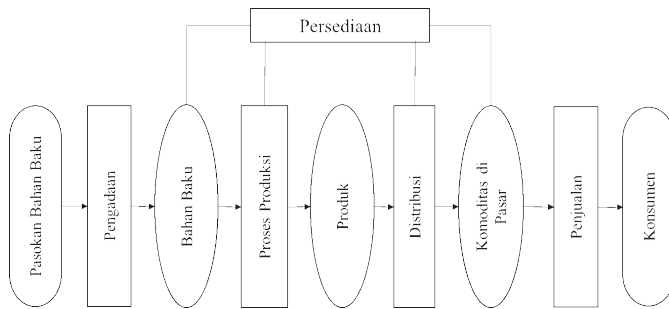 Persediaan
Pasokan Bahan Baku
Pengadaan
Bahan Baku
Proses Produksi
Produk
Distribusi
Komoditas di
Pasar
Penjualan
Konsumen